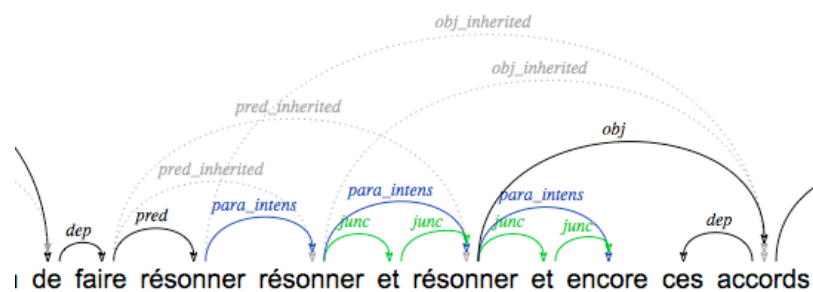 obj_inherited
obj_inherited
pred_inherited
obj
pred_inherited
para_intens
para_intens
para_intens
dep
pred
junc
junc
junc
junc
dep
de faire résonner résonner et résonner et encore ces accords